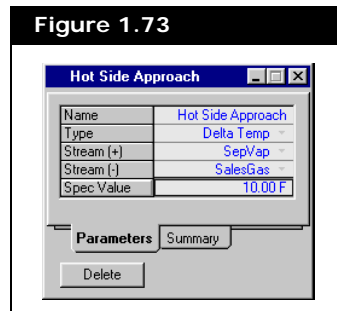 Figure 1.73
Hot Side Approach
Name Hot Side Approach
Type Delta Temp
Stream (+) SepVap
Stream (-) SalesGas
Spec Value 10.00 F
Parameters Summary
Delete